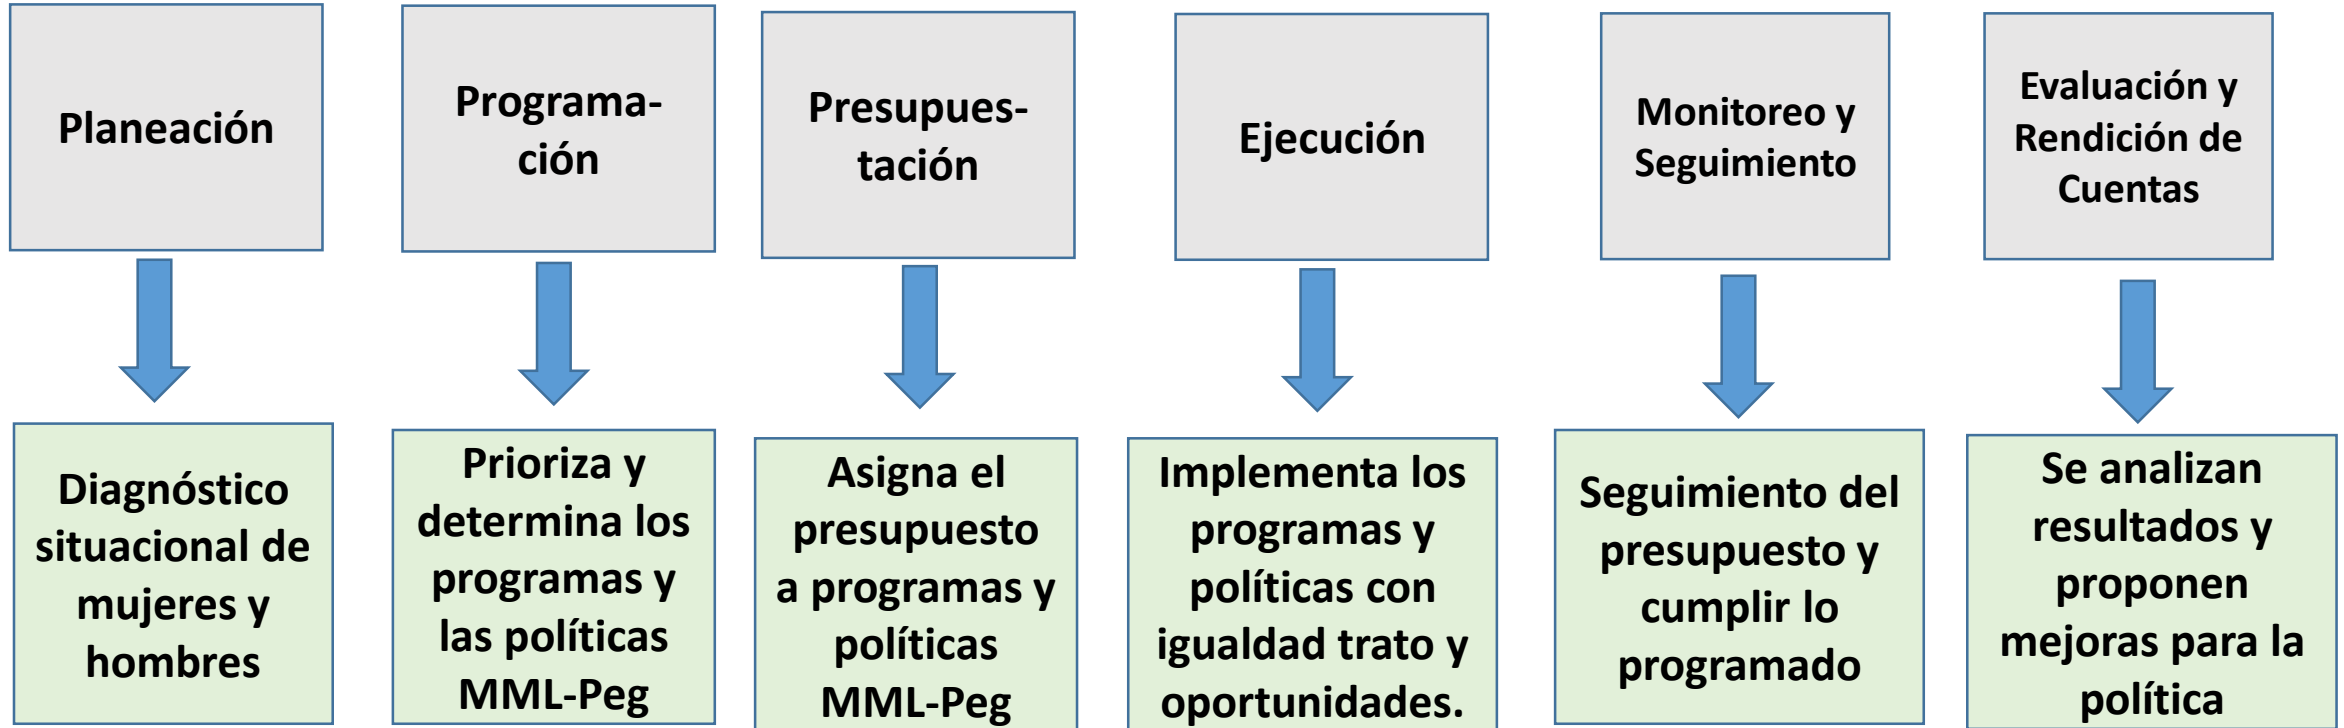 Planeación
Programa-
ción
Presupues-
tación
Ejecución
Monitoreo y
Seguimiento
Evaluación y
Rendición de
Cuentas
Diagnóstico
situacional de
mujeres y
hombres
Prioriza y
determina los
programas y
las políticas
MML-Peg
Asigna el
presupuesto
a programas y
políticas
MML-Peg
Implementa los
programas y
políticas con
igualdad trato y
oportunidades.
Seguimiento del
presupuesto y
cumplir lo
programado
Se analizan
resultados y
proponen
mejoras para la
política